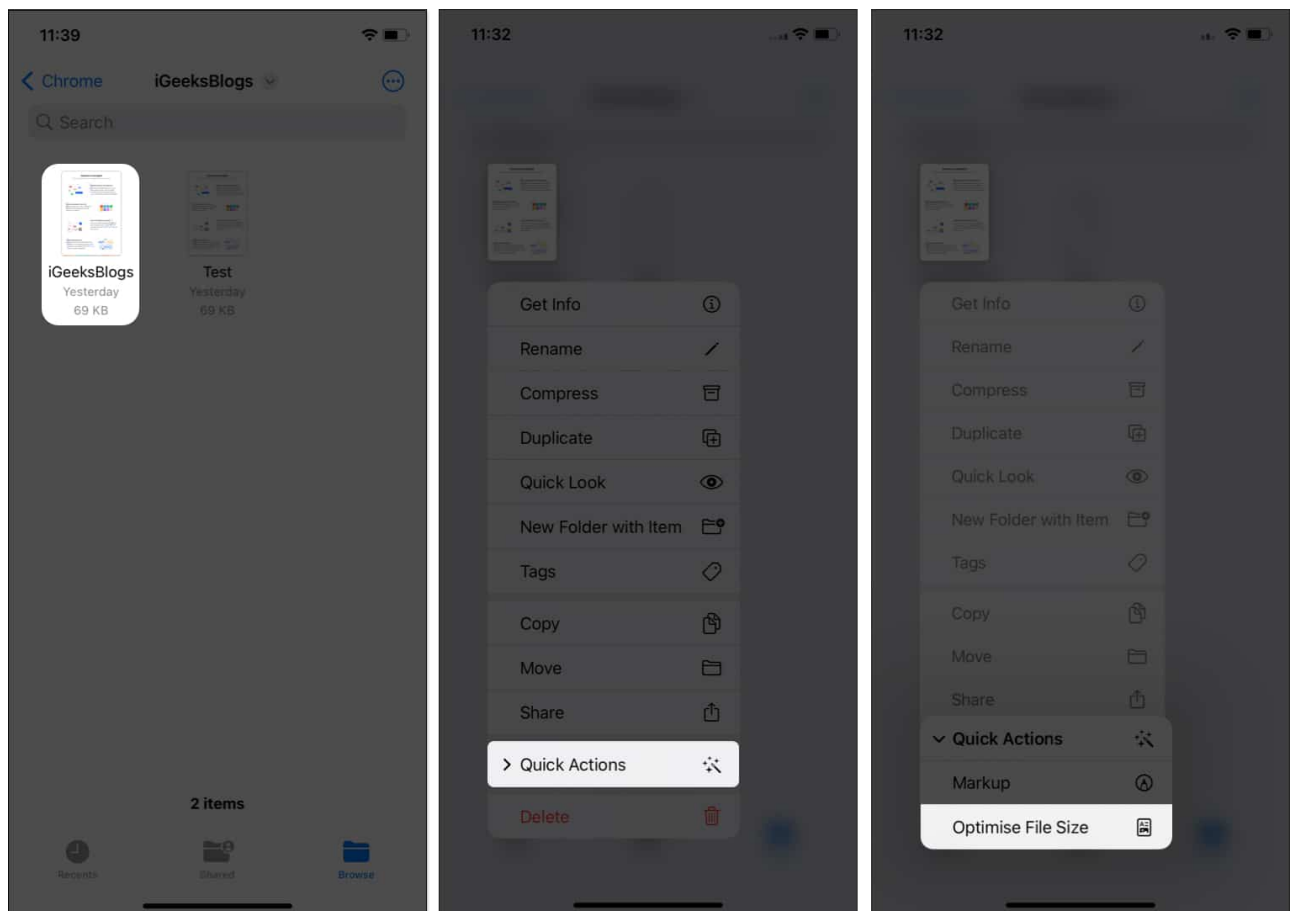 11:39
Chrome
iGeeksBlogs
Search
iGeeksBlogs
Yesterday
69 KB
Test
Yesterday
69 KB
2 items
Recents
Shared
Browse
11:32
Get Info
Rename
Compress
Duplicate
Quick Look
New Folder with Item
Tags
Copy
Move
Share
Quick Actions
Delete
11:32
Get Info
Rename
Compress
Duplicate
Quick Look
New Folder with Item
Tags
Copy
Move
Share
Quick Actions
Markup
Optimise File Size